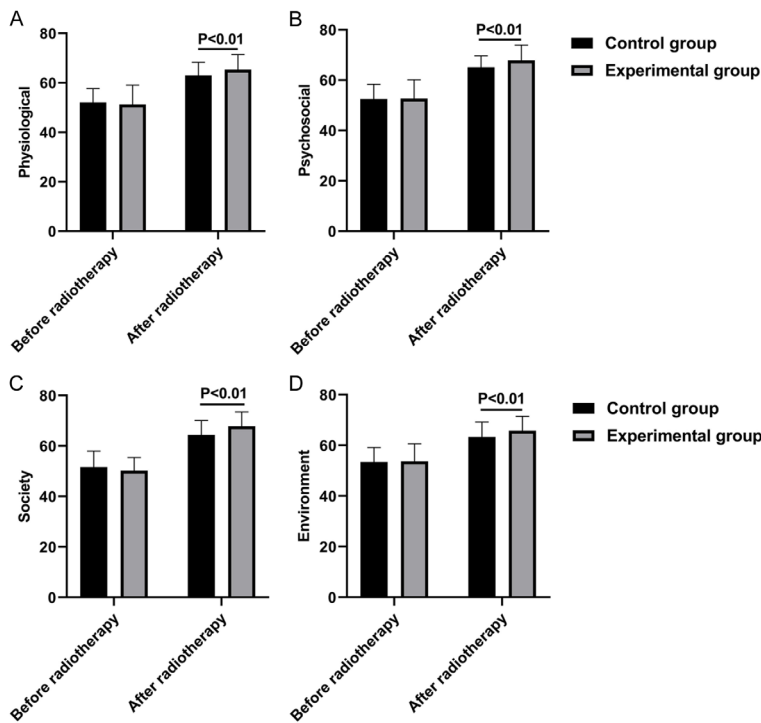 A
P<0.01
80
60
40
20
0
Physiological
Before radiotherapy
After radiotherapy
B
P<0.01
80
60
40
20
0
Psychosocial
Before radiotherapy
After radiotherapy
Control group
Experimental group
C
P<0.01
80
60
40
20
0
Society
Before radiotherapy
After radiotherapy
D
P<0.01
80
60
40
20
0
Environment
Before radiotherapy
After radiotherapy
Control group
Experimental group